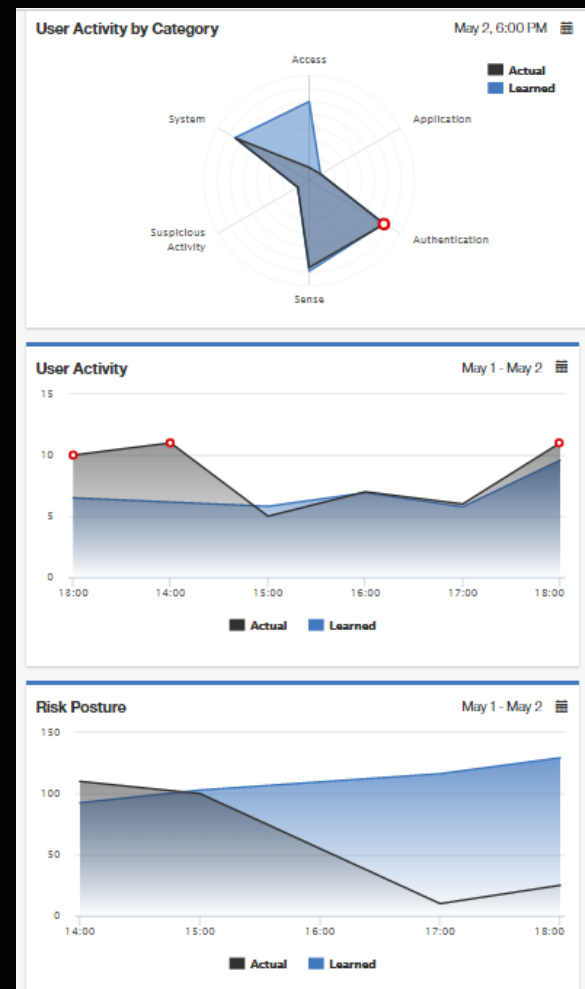 User Activity by Category
May 2, 6:00 PM
Access
Actual
Learned
System
Application
Suspicious
Activity
Authentication
Sense
User Activity
May 1 - May 2
15
10
5
0
13:00 14:00 15:00 16:00 17:00 18:00
Actual Learned
Risk Posture
May 1 - May 2
150
100
50
0
14:00 15:00 16:00 17:00 18:00
Actual Learned